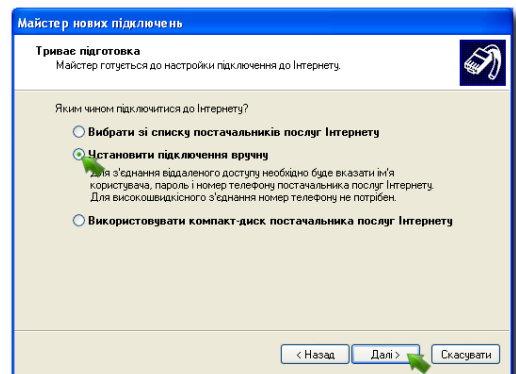 Майстер нових підключень
Триває підготовка
Майстер готується до настройки підключення до Інтернету.
Яким чином підключитися до Інтернету?
Вибрати зі списку постачальників послуг Інтернету
Установити підключення вручну
Для з'єднання віддаленого доступу необхідно буде вказати ім'я
користувача, пароль і номер телефону постачальника послуг Інтернету.
Для високошвидкісного з'єднання номер телефону не потрібен.
Використовувати компакт-диск постачальника послуг Інтернету
< Назад Далі > Скасувати